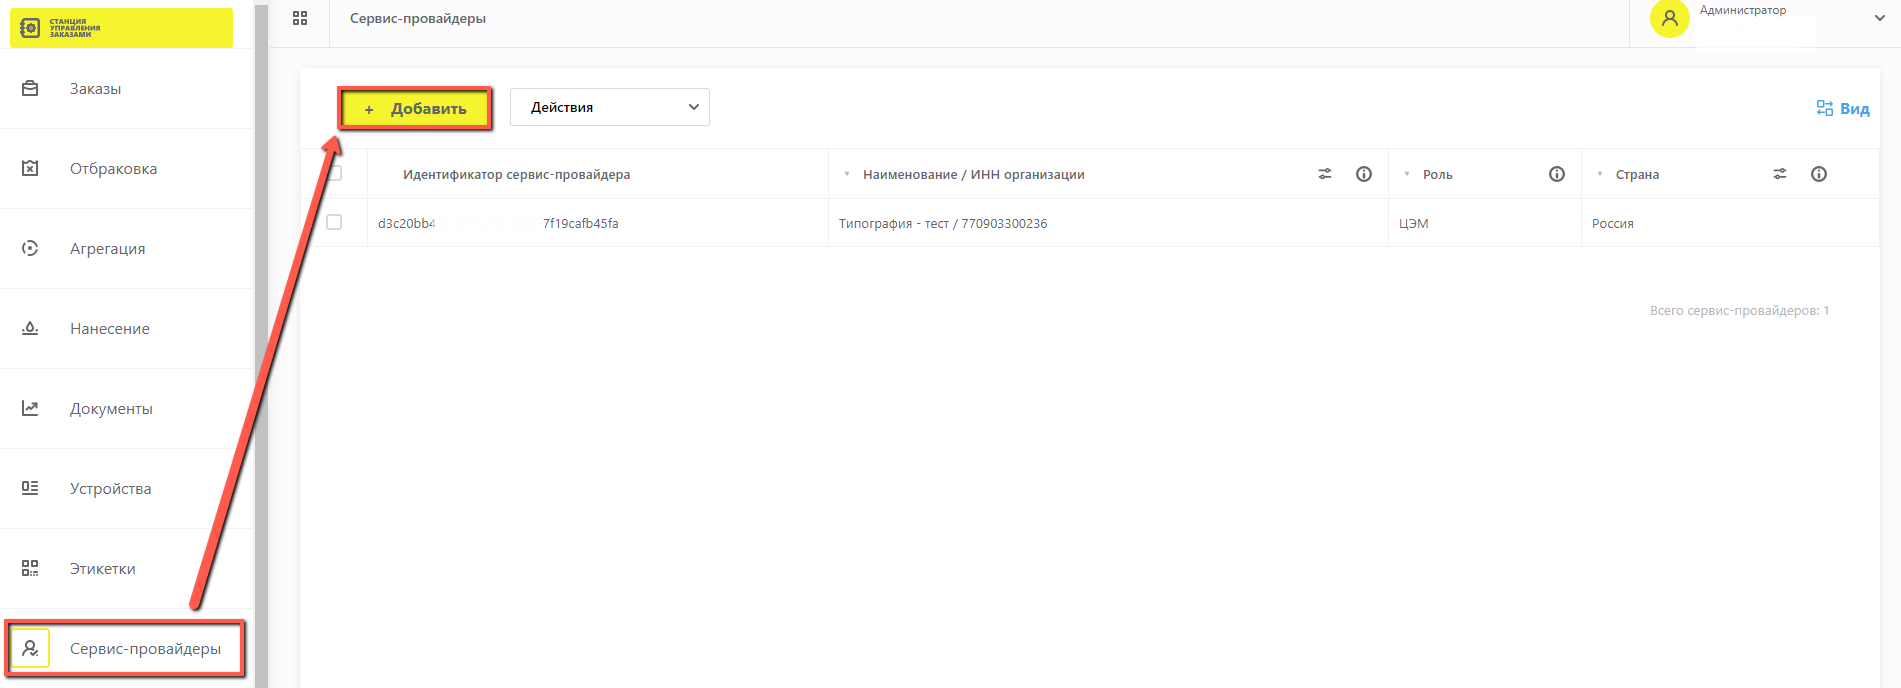 СТАНЦИЯ
УПРАВЛЕНИЯ
ЗАКАЗАМИ
Сервис-провайдеры
Администратор
Заказы
Отбраковка
Агрегация
Нанесение
Документы
Устройства
Этикетки
Сервис-провайдеры
+ Добавить
Действия
Вид
Идентификатор сервис-провайдера
Наименование / ИНН организации
Роль
Страна
d3c20bb4 7f19cafb45fa
Типография - тест / 770903300236
ЦЭМ
Россия
Всего сервис-провайдеров: 1